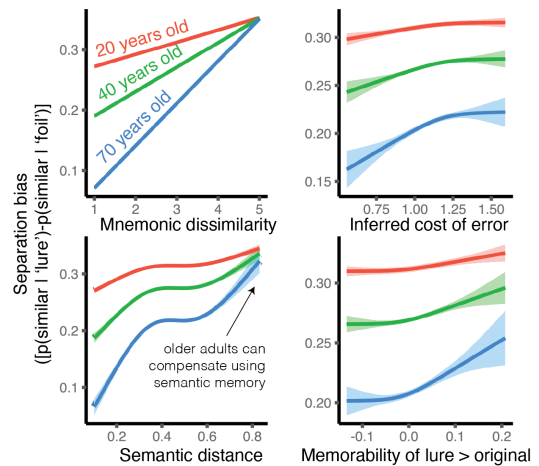 Separation bias
([p(similar | ‘lure’)-p(similar | ‘foil’)]
0.3
0.2
0.1
20 years old
40 years old
70 years old
1 2 3 4 5
Mnemonic dissimilarity
0.30
0.25
0.20
0.15
0.75 1.00 1.25 1.50
Inferred cost of error
0.3
0.2
0.1
older adults can
compensate using
semantic memory
0.2 0.4 0.6 0.8
Semantic distance
0.30
0.25
0.20
-0.1 0.0 0.1 0.2
Memorability of lure > original